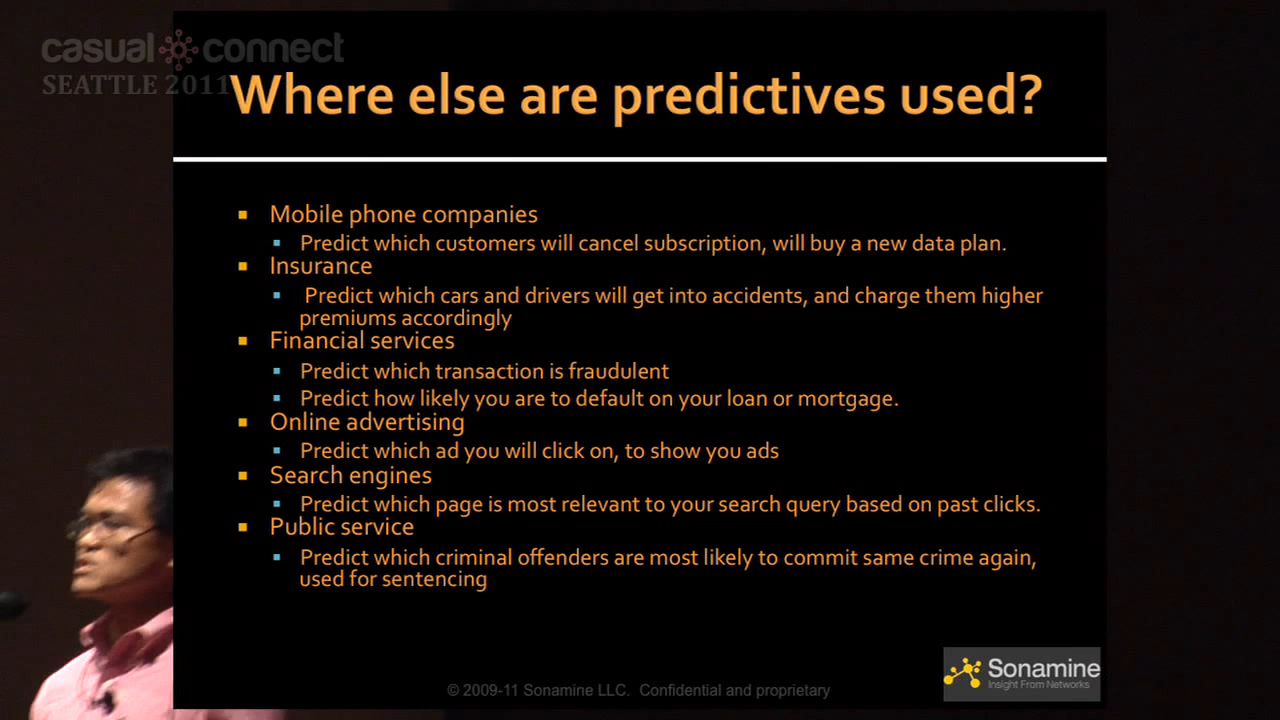 casual connect
SEATTLE 2011
Where else are predictives used?
Mobile phone companies
Predict which customers will cancel subscription, will buy a new data plan.
Insurance
Predict which cars and drivers will get into accidents, and charge them higher
premiums accordingly
Financial services
Predict which transaction is fraudulent
Predict how likely you are to default on your loan or mortgage.
Online advertising
Predict which ad you will click on, to show you ads
Search engines
Predict which page is most relevant to your search query based on past clicks.
Public service
Predict which criminal offenders are most likely to commit same crime again,
used for sentencing
© 2009-11 Sonamine LLC. Confidential and proprietary
Sonamine
Insight From Networks